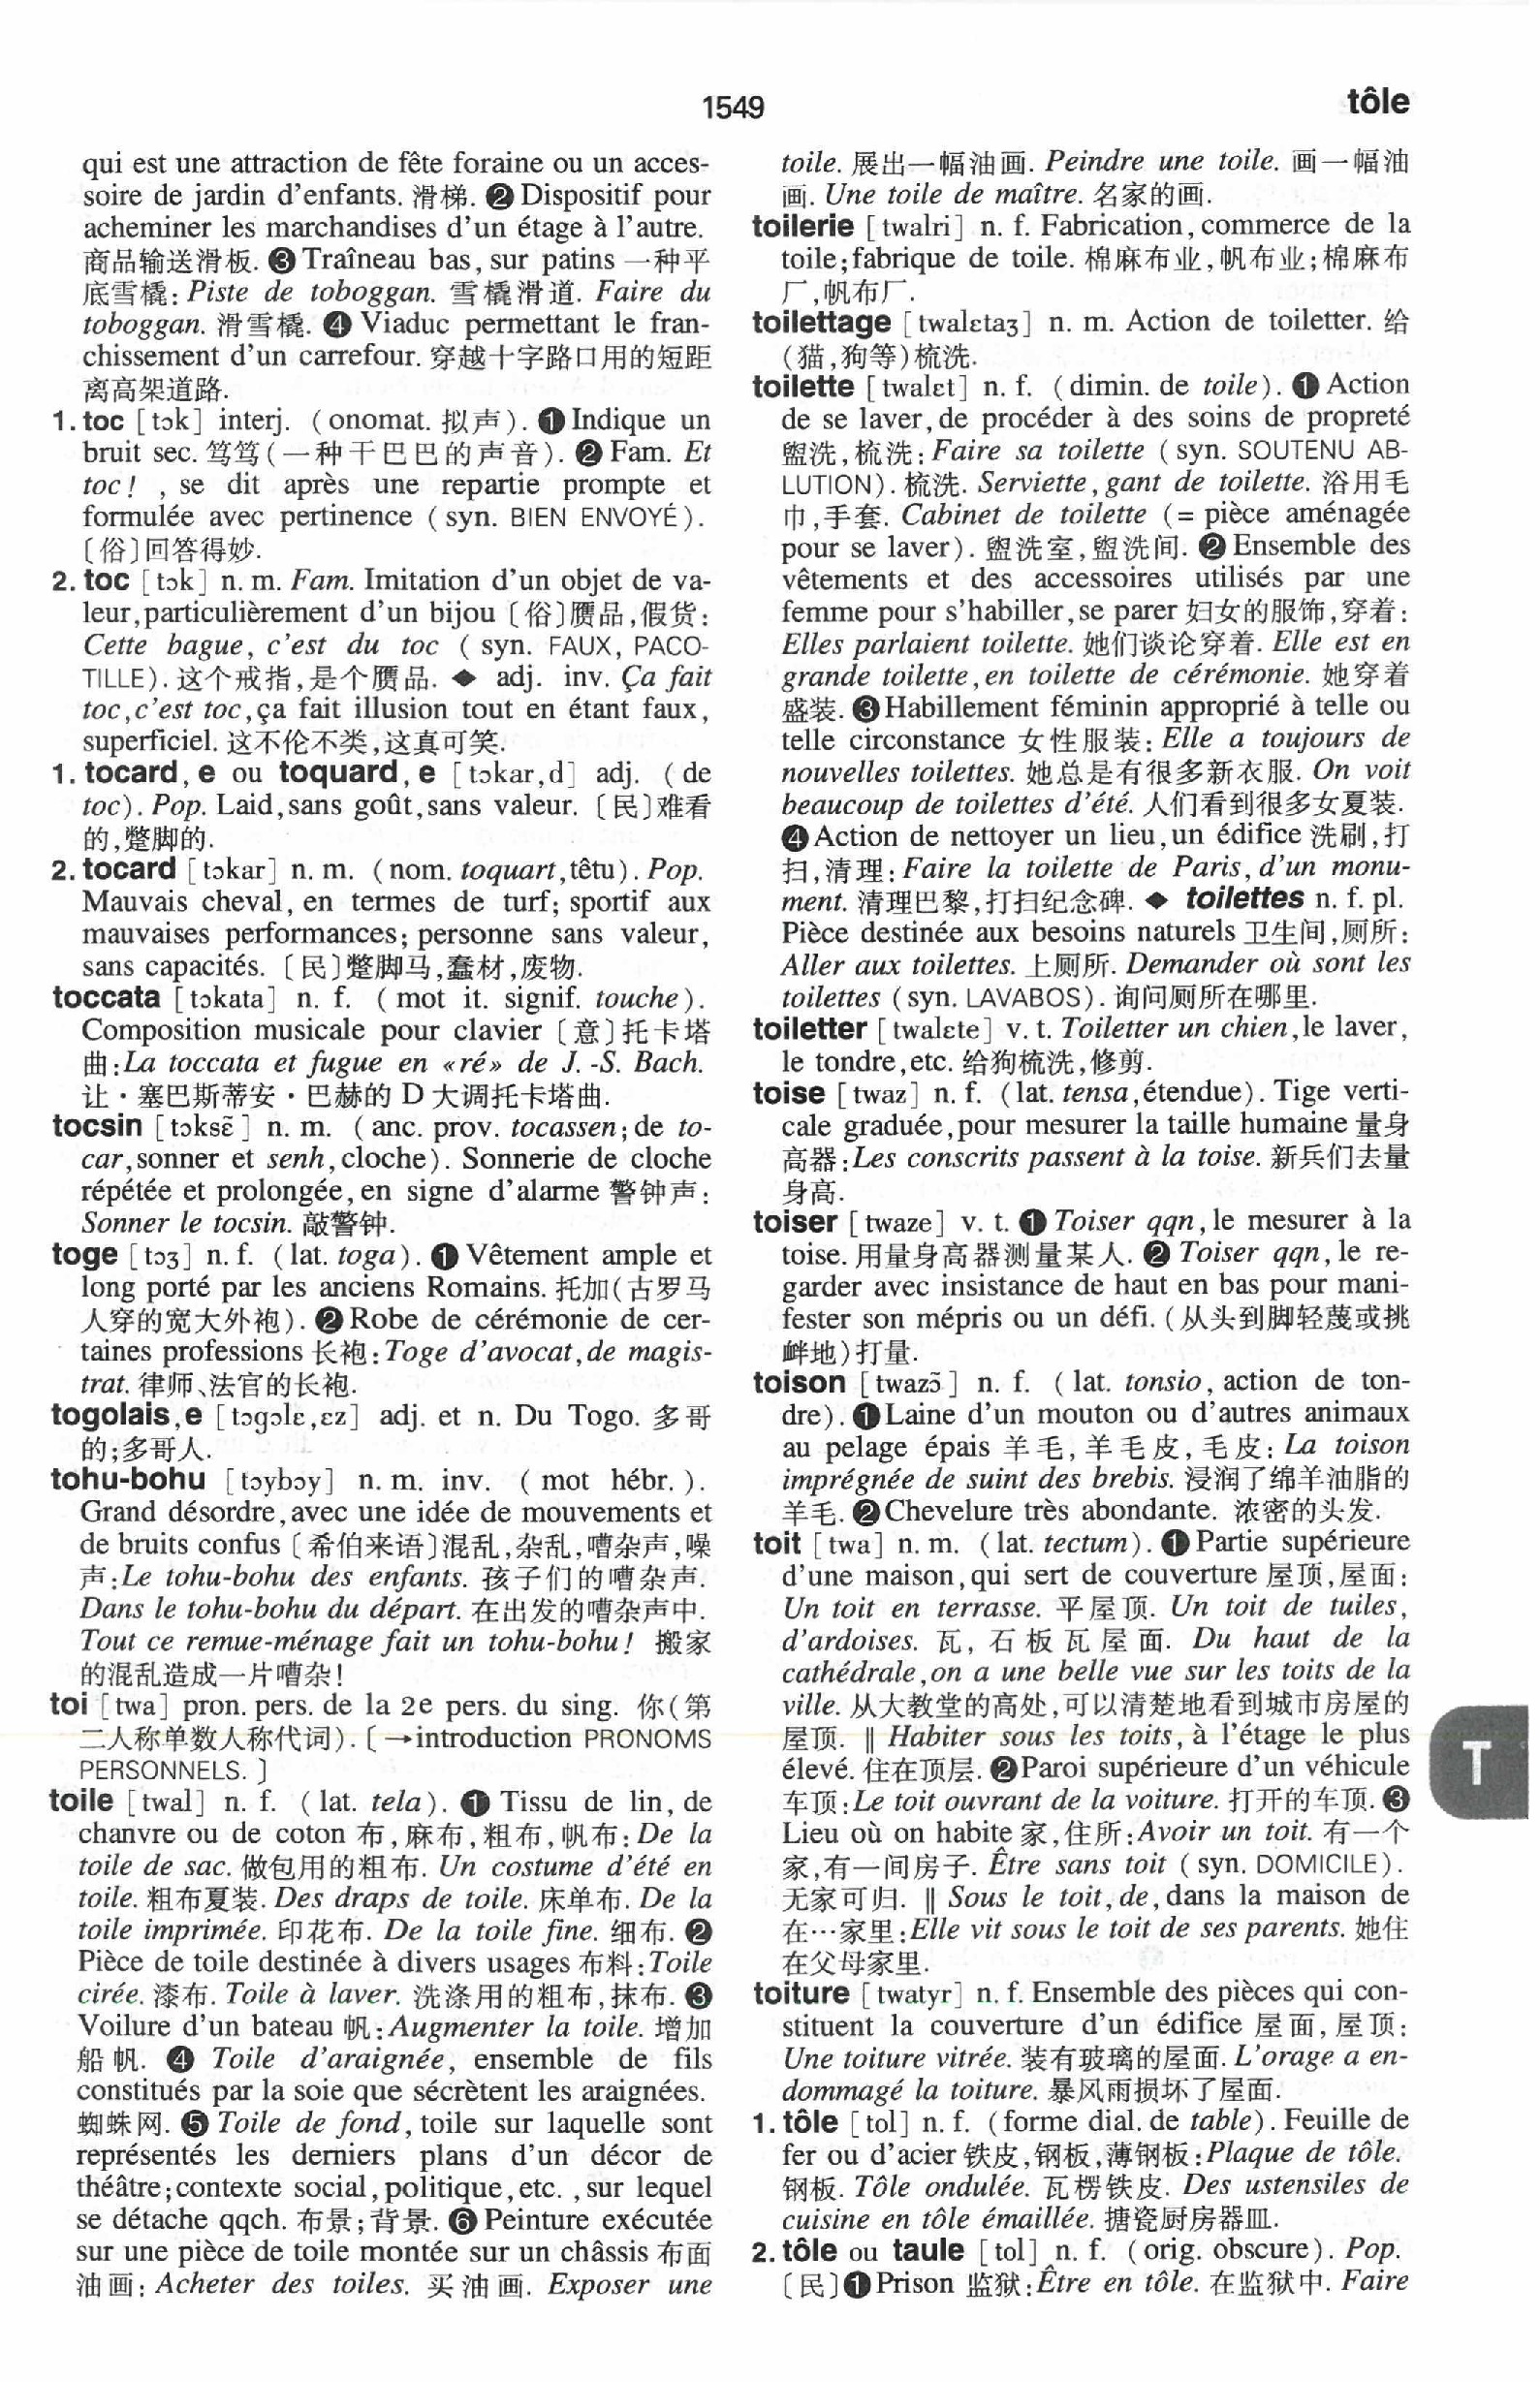 1549
tôle
qui est une attraction de fête foraine ou un acces-
soire de jardin d'enfants. 滑梯. ❷ Dispositif pour
acheminer les marchandises d'un étage à l'autre.
商品输送滑板. ❸ Traîneau bas, sur patins 一种平
底雪橇: Piste de toboggan. 雪橇滑道. Faire du
toboggan. 滑雪橇. ❹ Viaduc permettant le fran-
chissement d'un carrefour. 穿越十字路口用的短距
离高架道路.
1. toc [tɔk] interj. (onomat. 拟声). ❶ Indique un
bruit sec. 笃笃(一种干巴巴的声音). ❷ Fam. Et
toc! , se dit après une repartie prompte et
formulée avec pertinence (syn. BIEN ENVOYÉ).
〔俗〕回答得妙.
2. toc [tɔk] n. m. Fam. Imitation d'un objet de va-
leur,particulièrement d'un bijou〔俗〕赝品,假货:
Cette bague, c'est du toc (syn. FAUX, PACO-
TILLE). 这个戒指,是个赝品. ◆ adj. inv. Ça fait
toc,c'est toc,ça fait illusion tout en étant faux,
superficiel. 这不伦不类,这真可笑.
1. tocard, e ou toquard, e [tɔkar,d] adj. (de
toc). Pop. Laid,sans goût,sans valeur. 〔民〕难看
的,蹩脚的.
2. tocard [tɔkar] n. m. (nom. toquart,têtu). Pop.
Mauvais cheval, en termes de turf; sportif aux
mauvaises performances; personne sans valeur,
sans capacités. 〔民〕蹩脚马,蠢材,废物.
toccata [tɔkata] n. f. (mot it. signif. touche).
Composition musicale pour clavier〔意〕托卡塔
曲:La toccata et fugue en «ré» de J. -S. Bach.
让·塞巴斯蒂安·巴赫的 D 大调托卡塔曲.
tocsin [tɔksɛ̃] n. m. (anc. prov. tocassen; de to-
car,sonner et senh,cloche). Sonnerie de cloche
répétée et prolongée,en signe d'alarme 警钟声:
Sonner le tocsin. 敲警钟.
toge [tɔʒ] n. f. (lat. toga). ❶ Vêtement ample et
long porté par les anciens Romains. 托加(古罗马
人穿的宽大外袍). ❷ Robe de cérémonie de cer-
taines professions 长袍:Toge d'avocat,de magis-
trat. 律师、法官的长袍.
togolais,e [tɔgɔlɛ,ɛz] adj. et n. Du Togo. 多哥
的;多哥人.
tohu-bohu [tɔybɔy] n. m. inv. (mot hébr.).
Grand désordre,avec une idée de mouvements et
de bruits confus〔希伯来语〕混乱,杂乱,嘈杂声,噪
声:Le tohu-bohu des enfants. 孩子们的嘈杂声.
Dans le tohu-bohu du départ. 在出发的嘈杂声中.
Tout ce remue-ménage fait un tohu-bohu! 搬家
的混乱造成一片嘈杂!
toi [twa] pron. pers. de la 2e pers. du sing. 你(第
二人称单数人称代词). 〔→introduction PRONOMS
PERSONNELS. 〕
toile [twal] n. f. (lat. tela). ❶ Tissu de lin, de
chanvre ou de coton 布,麻布,粗布,帆布: De la
toile de sac. 做包用的粗布. Un costume d'été en
toile. 粗布夏装. Des draps de toile. 床单布. De la
toile imprimée. 印花布. De la toile fine. 细布. ❷
Pièce de toile destinée à divers usages 布料:Toile
cirée. 漆布. Toile à laver. 洗涤用的粗布,抹布. ❸
Voilure d'un bateau 帆:Augmenter la toile. 增加
船帆. ❹ Toile d'araignée, ensemble de fils
constitués par la soie que sécrètent les araignées.
蜘蛛网. ❺ Toile de fond, toile sur laquelle sont
représentés les derniers plans d'un décor de
théâtre;contexte social,politique,etc. ,sur lequel
se détache qqch. 布景;背景. ❻ Peinture exécutée
sur une pièce de toile montée sur un châssis 布面
油画: Acheter des toiles. 买油画. Exposer une
toile. 展出一幅油画. Peindre une toile. 画一幅油
画. Une toile de maître. 名家的画.
toilerie [twalri] n. f. Fabrication,commerce de la
toile;fabrique de toile. 棉麻布业,帆布业;棉麻布
厂,帆布厂.
toilettage [twalɛtaʒ] n. m. Action de toiletter. 给
(猫,狗等)梳洗.
toilette [twalɛt] n. f. (dimin. de toile). ❶ Action
de se laver,de procéder à des soins de propreté
盥洗,梳洗: Faire sa toilette (syn. SOUTENU AB-
LUTION). 梳洗. Serviette,gant de toilette. 浴用毛
巾,手套. Cabinet de toilette (= pièce aménagée
pour se laver). 盥洗室,盥洗间. ❷ Ensemble des
vêtements et des accessoires utilisés par une
femme pour s'habiller,se parer 妇女的服饰,穿着:
Elles parlaient toilette. 她们谈论穿着. Elle est en
grande toilette,en toilette de cérémonie. 她穿着
盛装. ❸ Habillement féminin approprié à telle ou
telle circonstance 女性服装: Elle a toujours de
nouvelles toilettes. 她总是有很多新衣服. On voit
beaucoup de toilettes d'été. 人们看到很多女夏装.
❹ Action de nettoyer un lieu,un édifice 洗刷,打
扫,清理: Faire la toilette de Paris, d'un monu-
ment. 清理巴黎,打扫纪念碑. ◆ toilettes n. f. pl.
Pièce destinée aux besoins naturels 卫生间,厕所:
Aller aux toilettes. 上厕所. Demander où sont les
toilettes (syn. LAVABOS). 询问厕所在哪里.
toiletter [twalɛte] v. t. Toiletter un chien,le laver,
le tondre,etc. 给狗梳洗,修剪.
toise [twaz] n. f. (lat. tensa,étendue). Tige verti-
cale graduée,pour mesurer la taille humaine 量身
高器:Les conscrits passent à la toise. 新兵们去量
身高.
toiser [twaze] v. t. ❶ Toiser qqn,le mesurer à la
toise. 用量身高器测量某人. ❷ Toiser qqn, le re-
garder avec insistance de haut en bas pour mani-
fester son mépris ou un défi. (从头到脚轻蔑或挑
衅地)打量.
toison [twazɔ̃] n. f. (lat. tonsio, action de ton-
dre). ❶ Laine d'un mouton ou d'autres animaux
au pelage épais 羊毛,羊毛皮,毛皮: La toison
imprégnée de suint des brebis. 浸润了绵羊油脂的
羊毛. ❷ Chevelure très abondante. 浓密的头发.
toit [twa] n. m. (lat. tectum). ❶ Partie supérieure
d'une maison,qui sert de couverture 屋顶,屋面:
Un toit en terrasse. 平屋顶. Un toit de tuiles,
d'ardoises. 瓦, 石板瓦屋面. Du haut de la
cathédrale,on a une belle vue sur les toits de la
ville. 从大教堂的高处,可以清楚地看到城市房屋的
屋顶. ‖ Habiter sous les toits, à l'étage le plus
élevé. 住在顶层. ❷ Paroi supérieure d'un véhicule
车顶:Le toit ouvrant de la voiture. 打开的车顶. ❸
Lieu où on habite 家,住所:Avoir un toit. 有一个
家,有一间房子. Être sans toit (syn. DOMICILE).
无家可归. ‖ Sous le toit,de,dans la maison de
在…家里:Elle vit sous le toit de ses parents. 她住
在父母家里.
toiture [twatyr] n. f. Ensemble des pièces qui con-
stituent la couverture d'un édifice 屋面,屋顶:
Une toiture vitrée. 装有玻璃的屋面. L'orage a en-
dommagé la toiture. 暴风雨损坏了屋面.
1. tôle [tol] n. f. (forme dial. de table). Feuille de
fer ou d'acier 铁皮,钢板,薄钢板:Plaque de tôle.
钢板. Tôle ondulée. 瓦楞铁皮. Des ustensiles de
cuisine en tôle émaillée. 搪瓷厨房器皿.
2. tôle ou taule [tol] n. f. (orig. obscure). Pop.
〔民〕❶ Prison 监狱:Être en tôle. 在监狱中. Faire
T